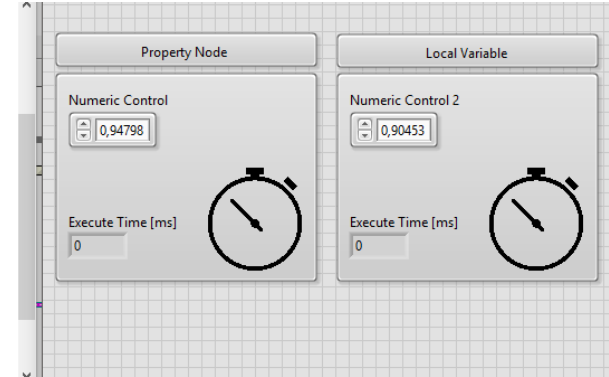 Property Node
Local Variable
Numeric Control
0,94798
Execute Time [ms]
0
Numeric Control 2
0,90453
Execute Time [ms]
0